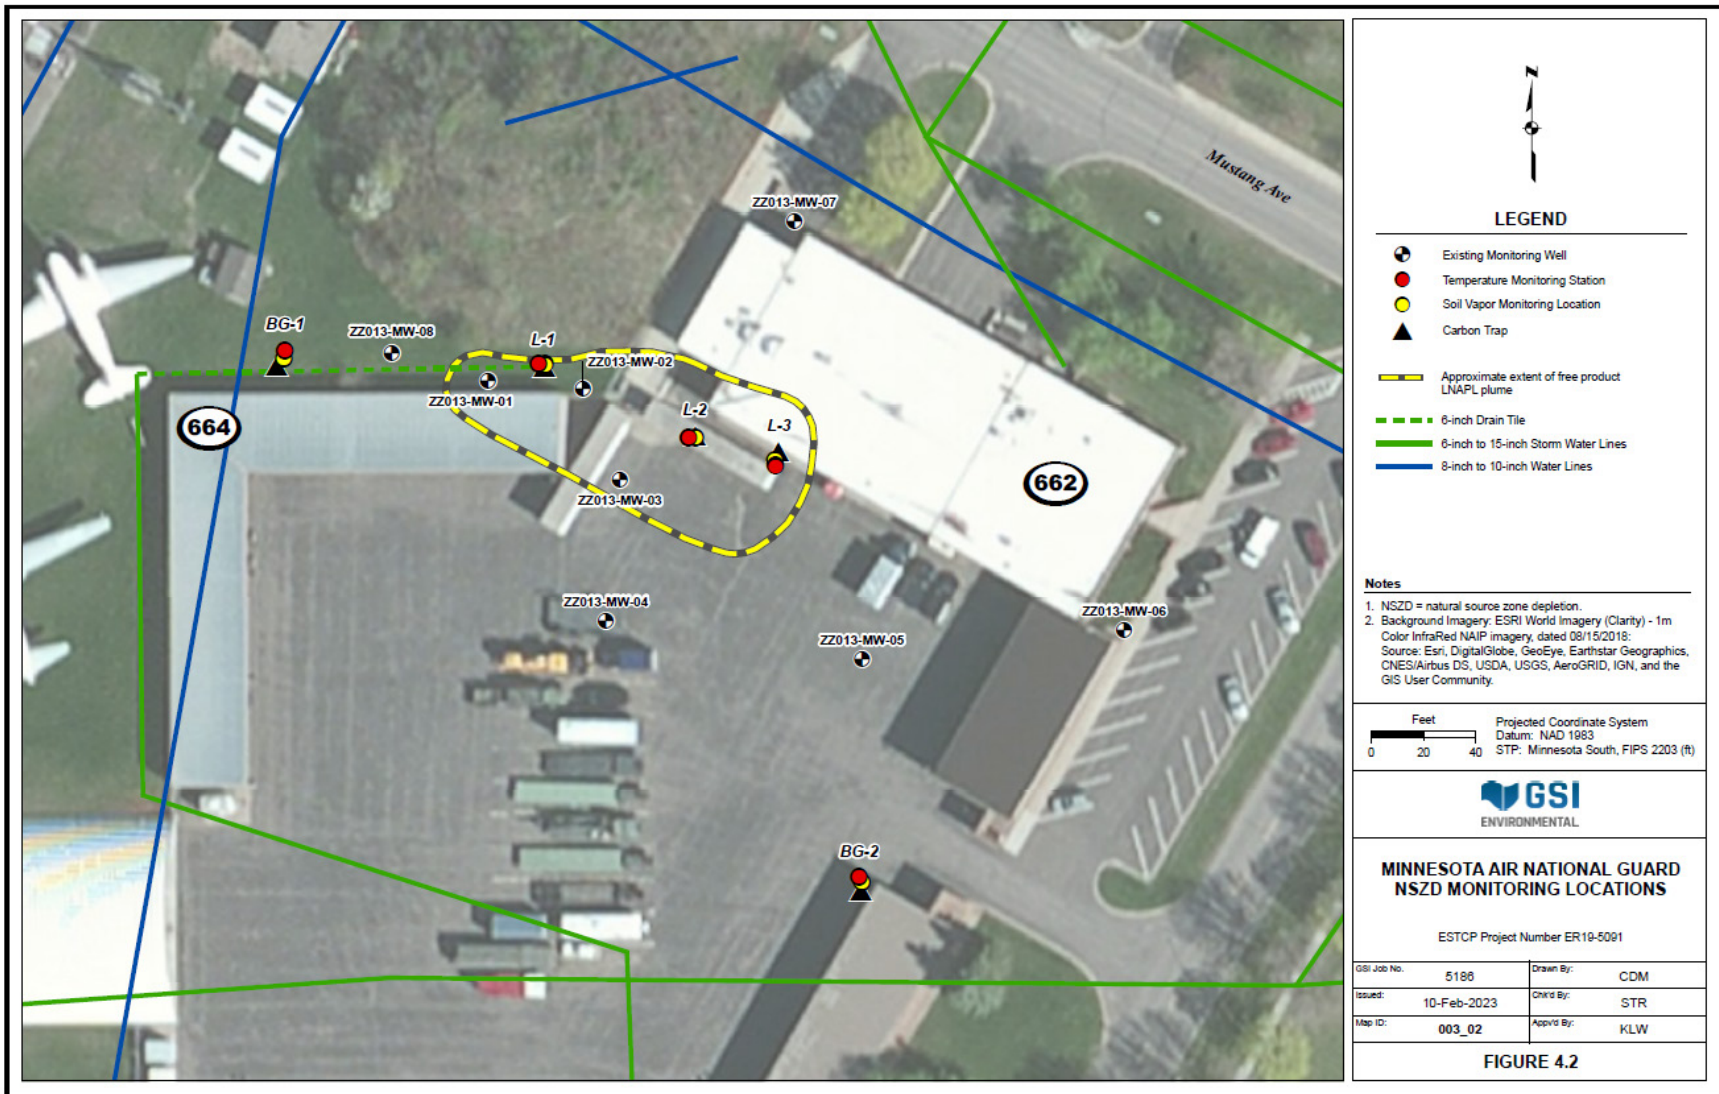 Mustang Ave
ZZ013-MW-07
BG-1
ZZ013-MW-08
L-1
ZZ013-MW-02
ZZ013-MW-01
L-2
L-3
664
662
ZZ013-MW-03
ZZ013-MW-04
ZZ013-MW-05
ZZ013-MW-06
BG-2
N
LEGEND
Existing Monitoring Well
Temperature Monitoring Station
Soil Vapor Monitoring Location
Carbon Trap
Approximate extent of free product
LNAPL plume
6-inch Drain Tile
6-inch to 15-inch Storm Water Lines
8-inch to 10-inch Water Lines
Notes
1. NSZD = natural source zone depletion.
2. Background Imagery: ESRI World Imagery (Clarity) - 1m
Color InfraRed NAIP imagery, dated 08/15/2018:
Source: Esri, DigitalGlobe, GeoEye, Earthstar Geographics,
CNES/Airbus DS, USDA, USGS, AeroGRID, IGN, and the
GIS User Community.
Feet
0 20 40
Projected Coordinate System
Datum: NAD 1983
STP: Minnesota South, FIPS 2203 (ft)
GSI
ENVIRONMENTAL
MINNESOTA AIR NATIONAL GUARD
NSZD MONITORING LOCATIONS
ESTCP Project Number ER19-5091
GSI Job No. 5186 Drawn By: CDM
Issued: 10-Feb-2023 Chk'd By: STR
Map ID: 003_02 Appv'd By: KLW
FIGURE 4.2